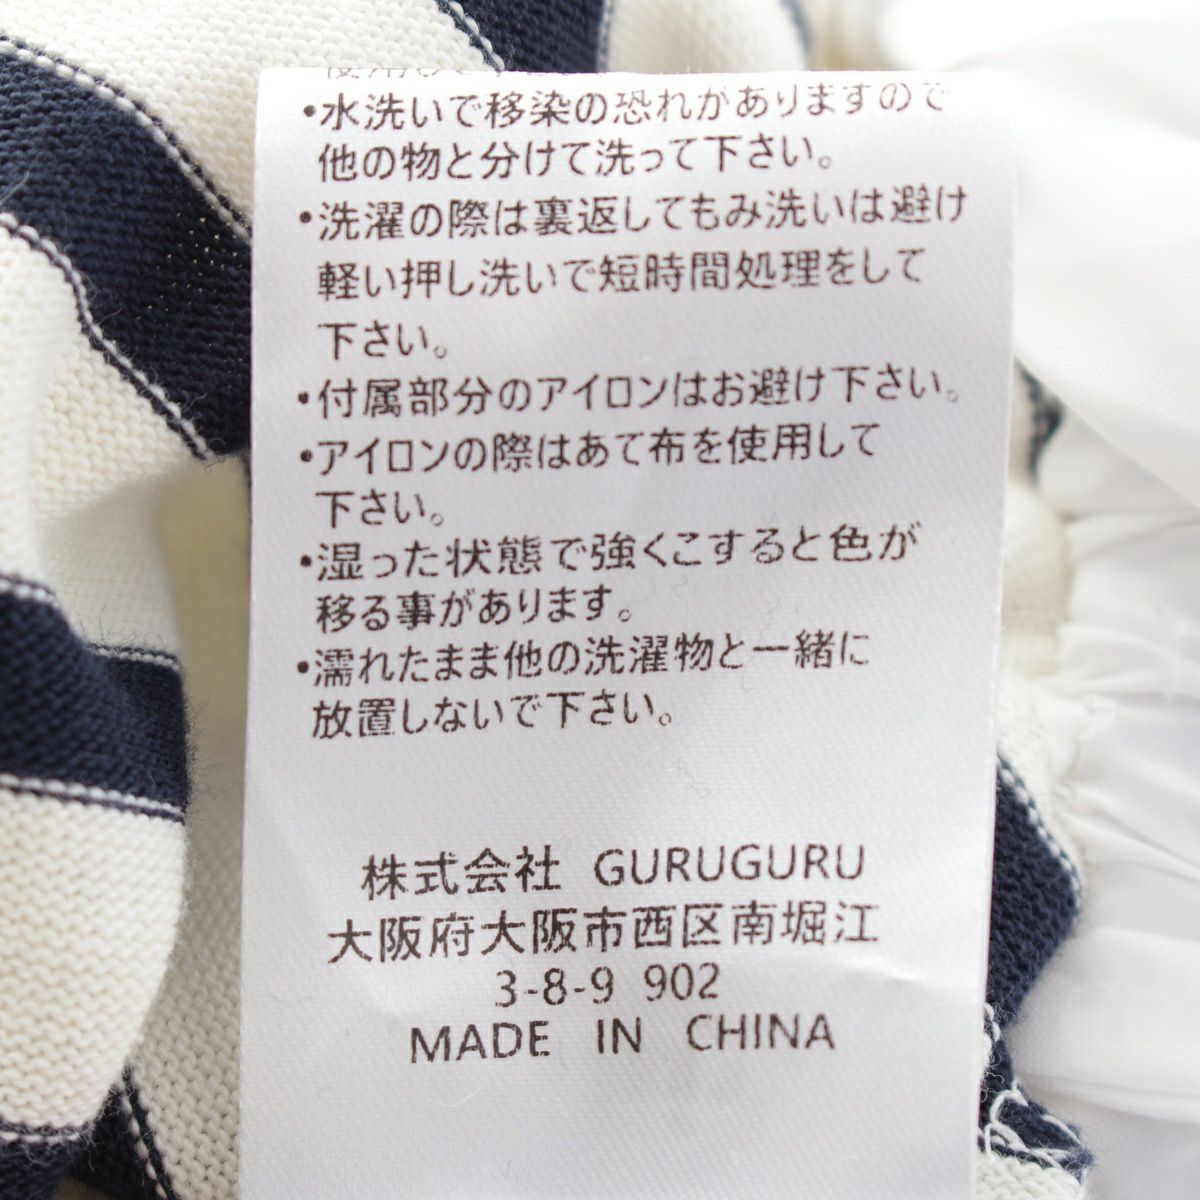 ・水洗いで移染の恐れがありますので
他の物と分けて洗って下さい。
・洗濯の際は裏返してもみ洗いは避け
軽い押し洗いで短時間処理をして
下さい。
・付属部分のアイロンはお避け下さい。
・アイロンの際はあて布を使用して
下さい。
・湿った状態で強くこすると色が
移る事があります。
・濡れたまま他の洗濯物と一緒に
放置しないで下さい。
株式会社 GURUGURU
大阪府大阪市西区南堀江
3-8-9 902
MADE IN CHINA